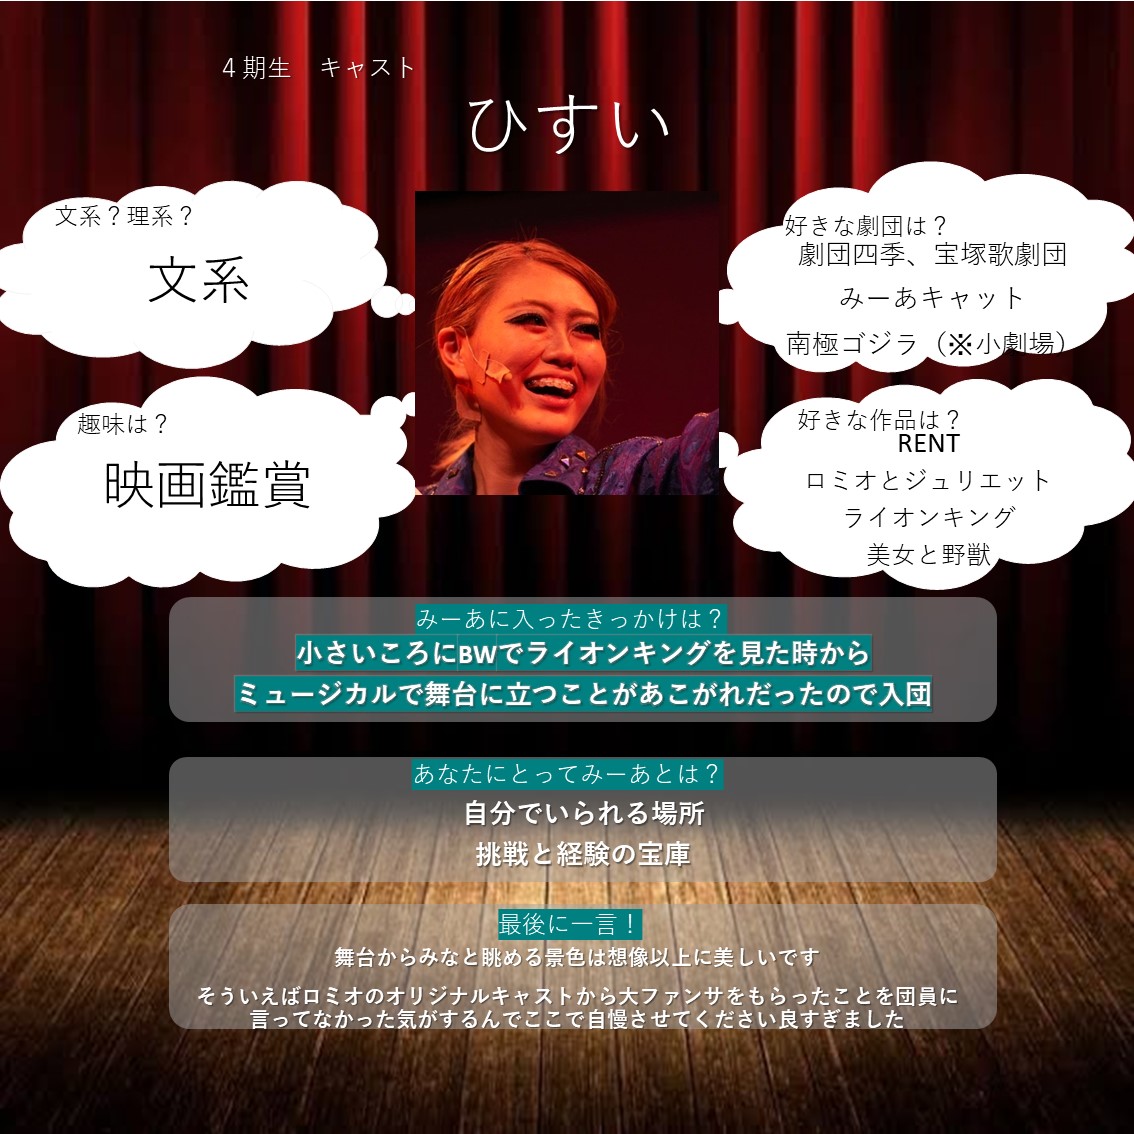 ４期生　キャスト
ひすい
文系？理系？
文系
趣味は？
映画鑑賞
好きな劇団は？
劇団四季、宝塚歌劇団
みーあキャット
南極ゴジラ（※小劇場）
好きな作品は？
RENT
ロミオとジュリエット
ライオンキング
美女と野獣
みーあに入ったきっかけは？
小さいころにBWでライオンキングを見た時から
ミュージカルで舞台に立つことがあこがれだったので入団
あなたにとってみーあとは？
自分でいられる場所
挑戦と経験の宝庫
最後に一言！
舞台からみなと眺める景色は想像以上に美しいです
そういえばロミオのオリジナルキャストから大ファンサをもらったことを団員に
言ってなかった気がするんでここで自慢させてください良すぎました